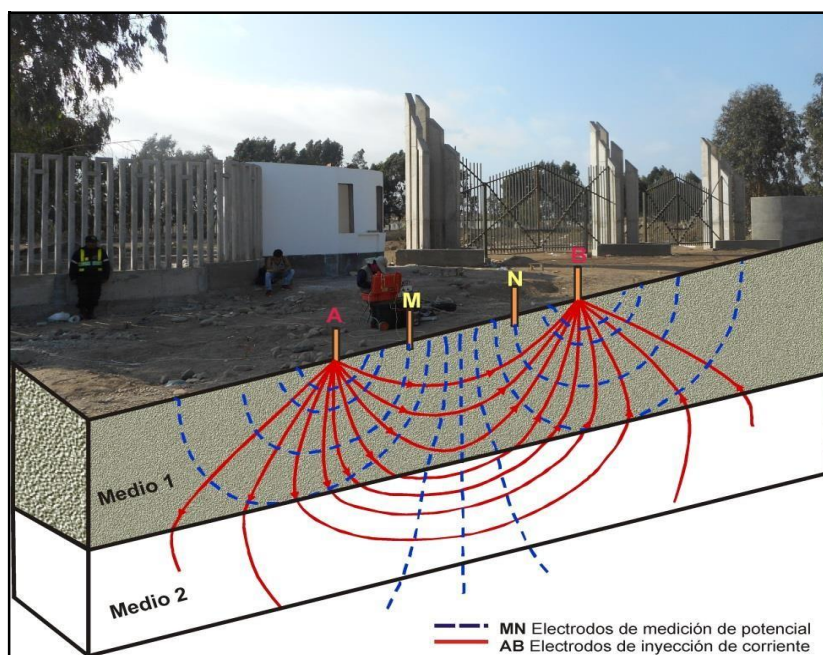 B
N
M
A
Medio 1
Medio 2
MN Electrodos de medición de potencial
AB Electrodos de inyección de corriente